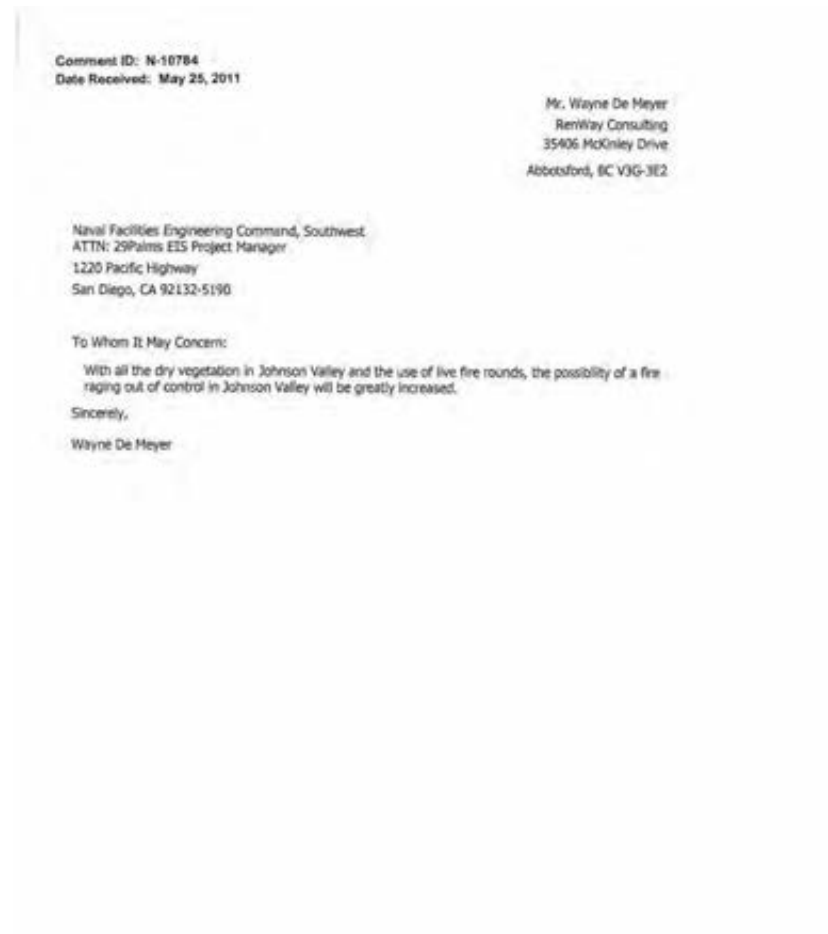 Comment ID: N-10784
Date Received: May 25, 2011
Mr. Wayne De Meyer
RenWay Consulting
35406 McKinley Drive
Abbotsford, BC V3G-3E2
Naval Facilities Engineering Command, Southwest
ATTN: 29Palms EIS Project Manager
1220 Pacific Highway
San Diego, CA 92132-5190
To Whom It May Concern:
With all the dry vegetation in Johnson Valley and the use of live fire rounds, the possibility of a fire
raging out of control in Johnson Valley will be greatly increased.
Sincerely,
Wayne De Meyer